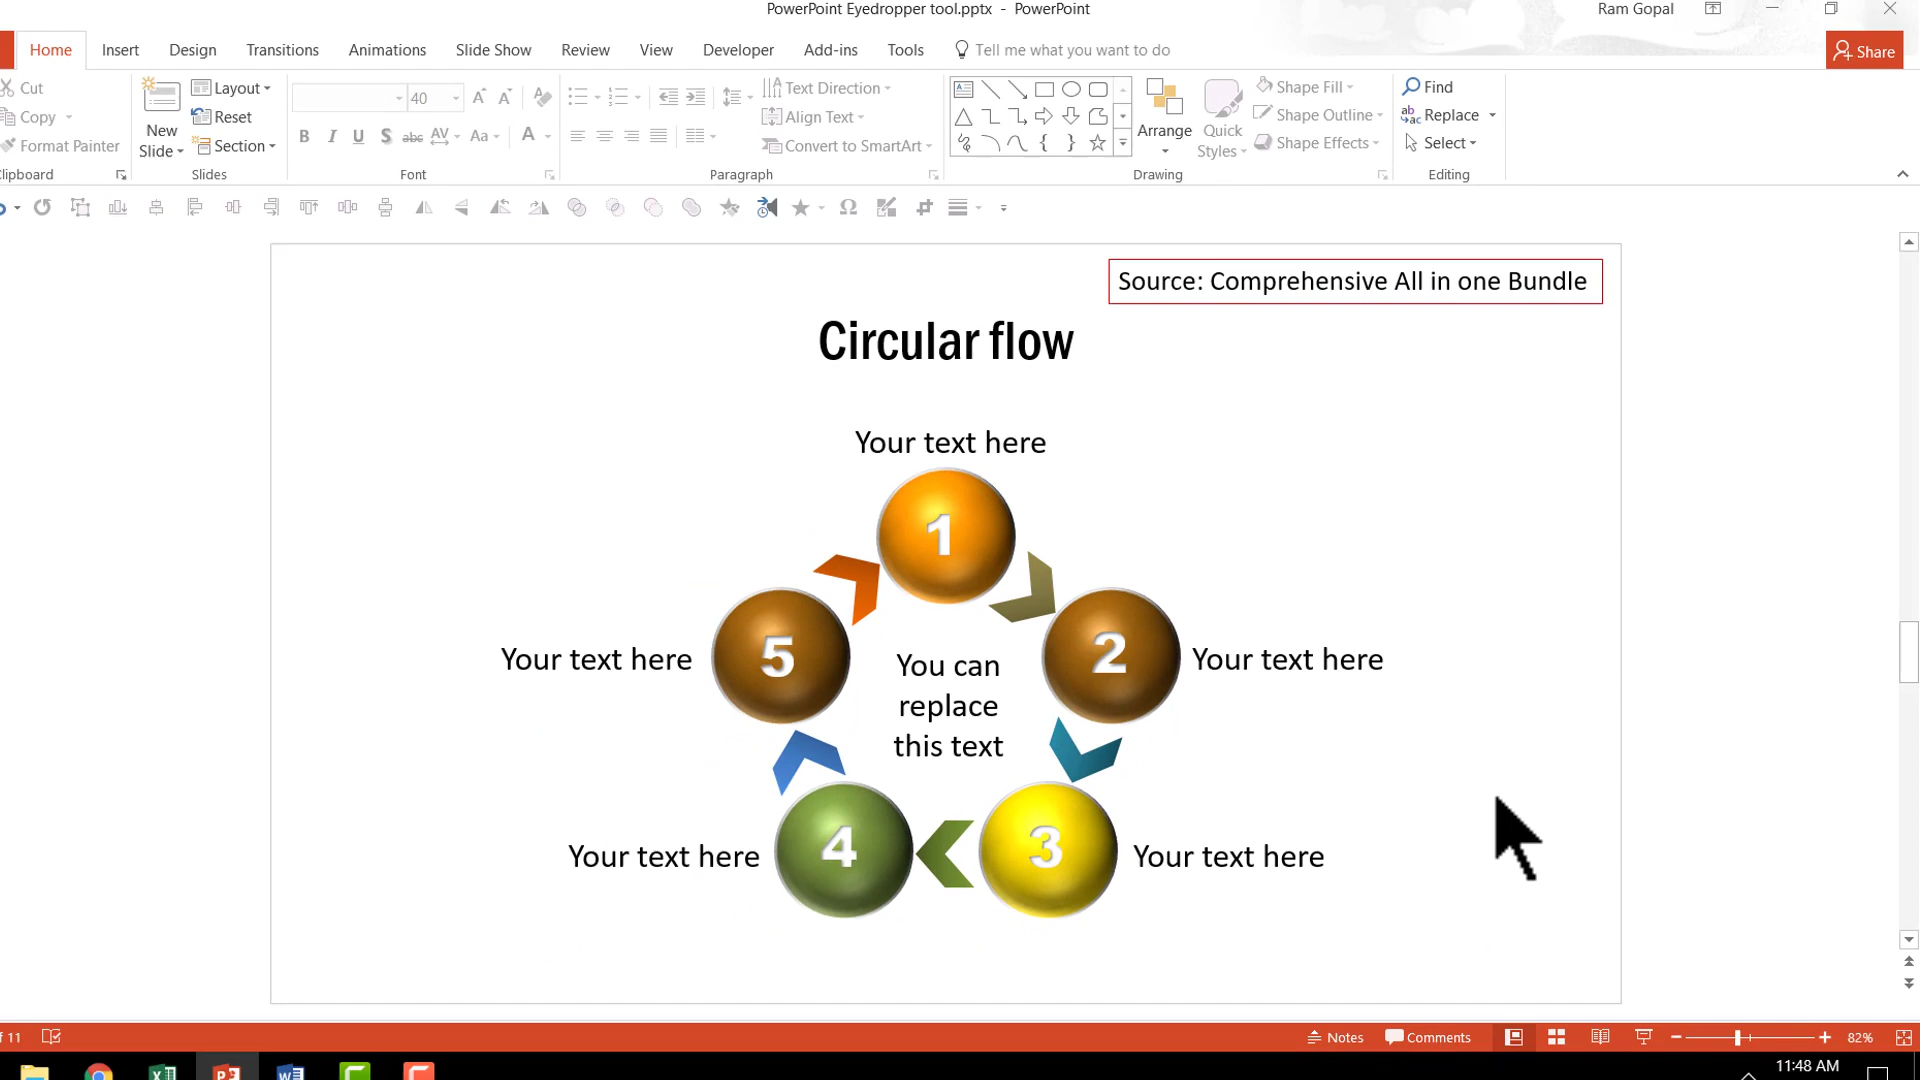 PowerPoint Eyedropper tool.pptx - PowerPoint
Ram Gopal
Home Insert Design Transitions Animations Slide Show Review View Developer Add-ins Tools Tell me what you want to do
Share
Cut
Copy
Format Painter
Clipboard
New
Slide
Layout
Reset
Section
Slides
40
B I U S abc AV Aa A
Font
Text Direction
Align Text
Convert to SmartArt
Paragraph
Arrange
Quick
Styles
Shape Fill
Shape Outline
Shape Effects
Drawing
Find
Replace
Select
Editing
Source: Comprehensive All in one Bundle
Circular flow
Your text here
1
5
2
Your text here
Your text here
You can
replace
this text
4
3
Your text here
Your text here
f 11
Notes
Comments
82%
11:48 AM